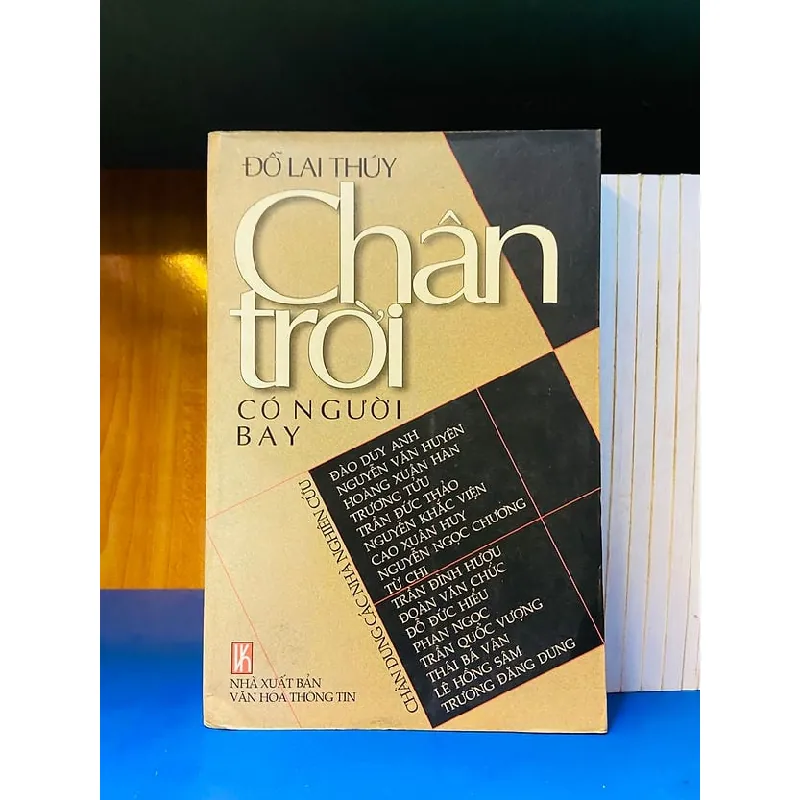 ĐỖ LAI THÚY
Chân
trời
CÓ NGƯỜI
BAY
CHÂN DUNG CÁC NHÀ NGHIÊN CỨU
ĐÀO DUY ANH
NGUYỄN VĂN HUYÊN
HOÀNG XUÂN HÃN
TRƯƠNG TỬU
TRẦN ĐỨC THẢO
NGUYỄN KHẮC VIỆN
CAO XUÂN HUY
NGUYỄN NGỌC CHƯƠNG
TỪ CHI
TRẦN ĐÌNH HƯỢU
ĐOÀN VĂN CHÚC
ĐỖ ĐỨC HIỂU
PHAN NGỌC
TRẦN QUỐC VƯỢNG
THÁI BÁ VÂN
LÊ HỒNG SÂM
TRƯƠNG ĐĂNG DUNG
NHÀ XUẤT BẢN
VĂN HÓA THÔNG TIN